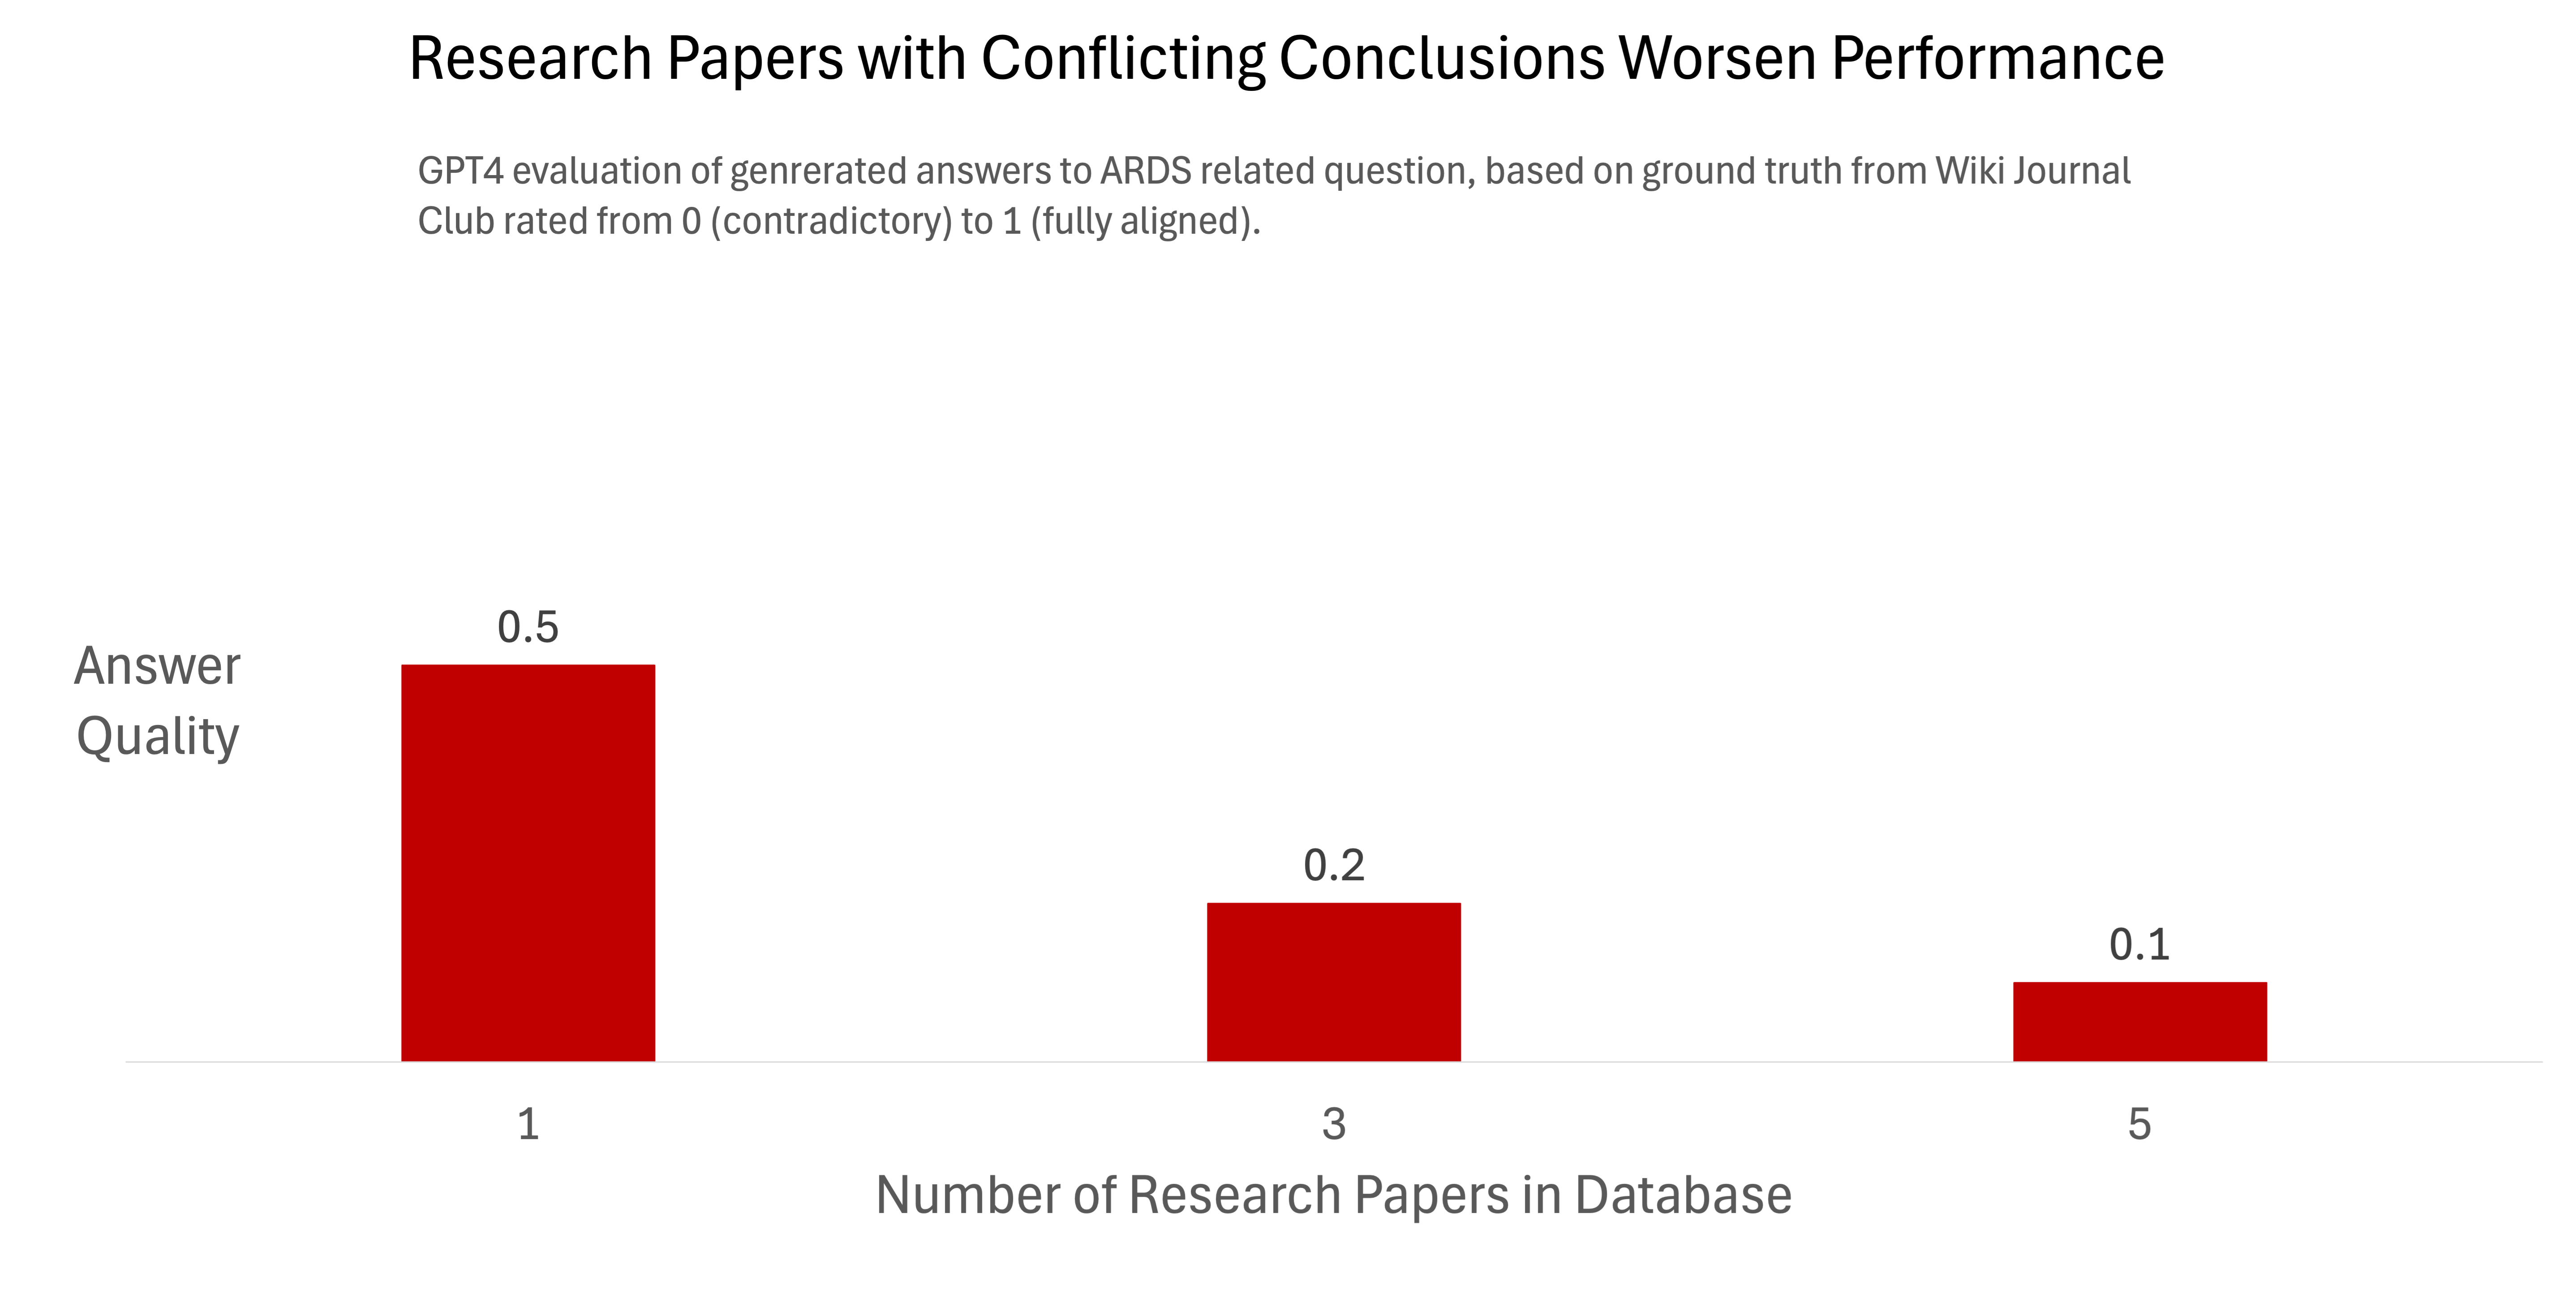 Research Papers with Conflicting Conclusions Worsen Performance
GPT4 evaluation of genrerated answers to ARDS related question, based on ground truth from Wiki Journal
Club rated from 0 (contradictory) to 1 (fully aligned).
Answer
Quality
0.5
0.2
0.1
1
3
5
Number of Research Papers in Database